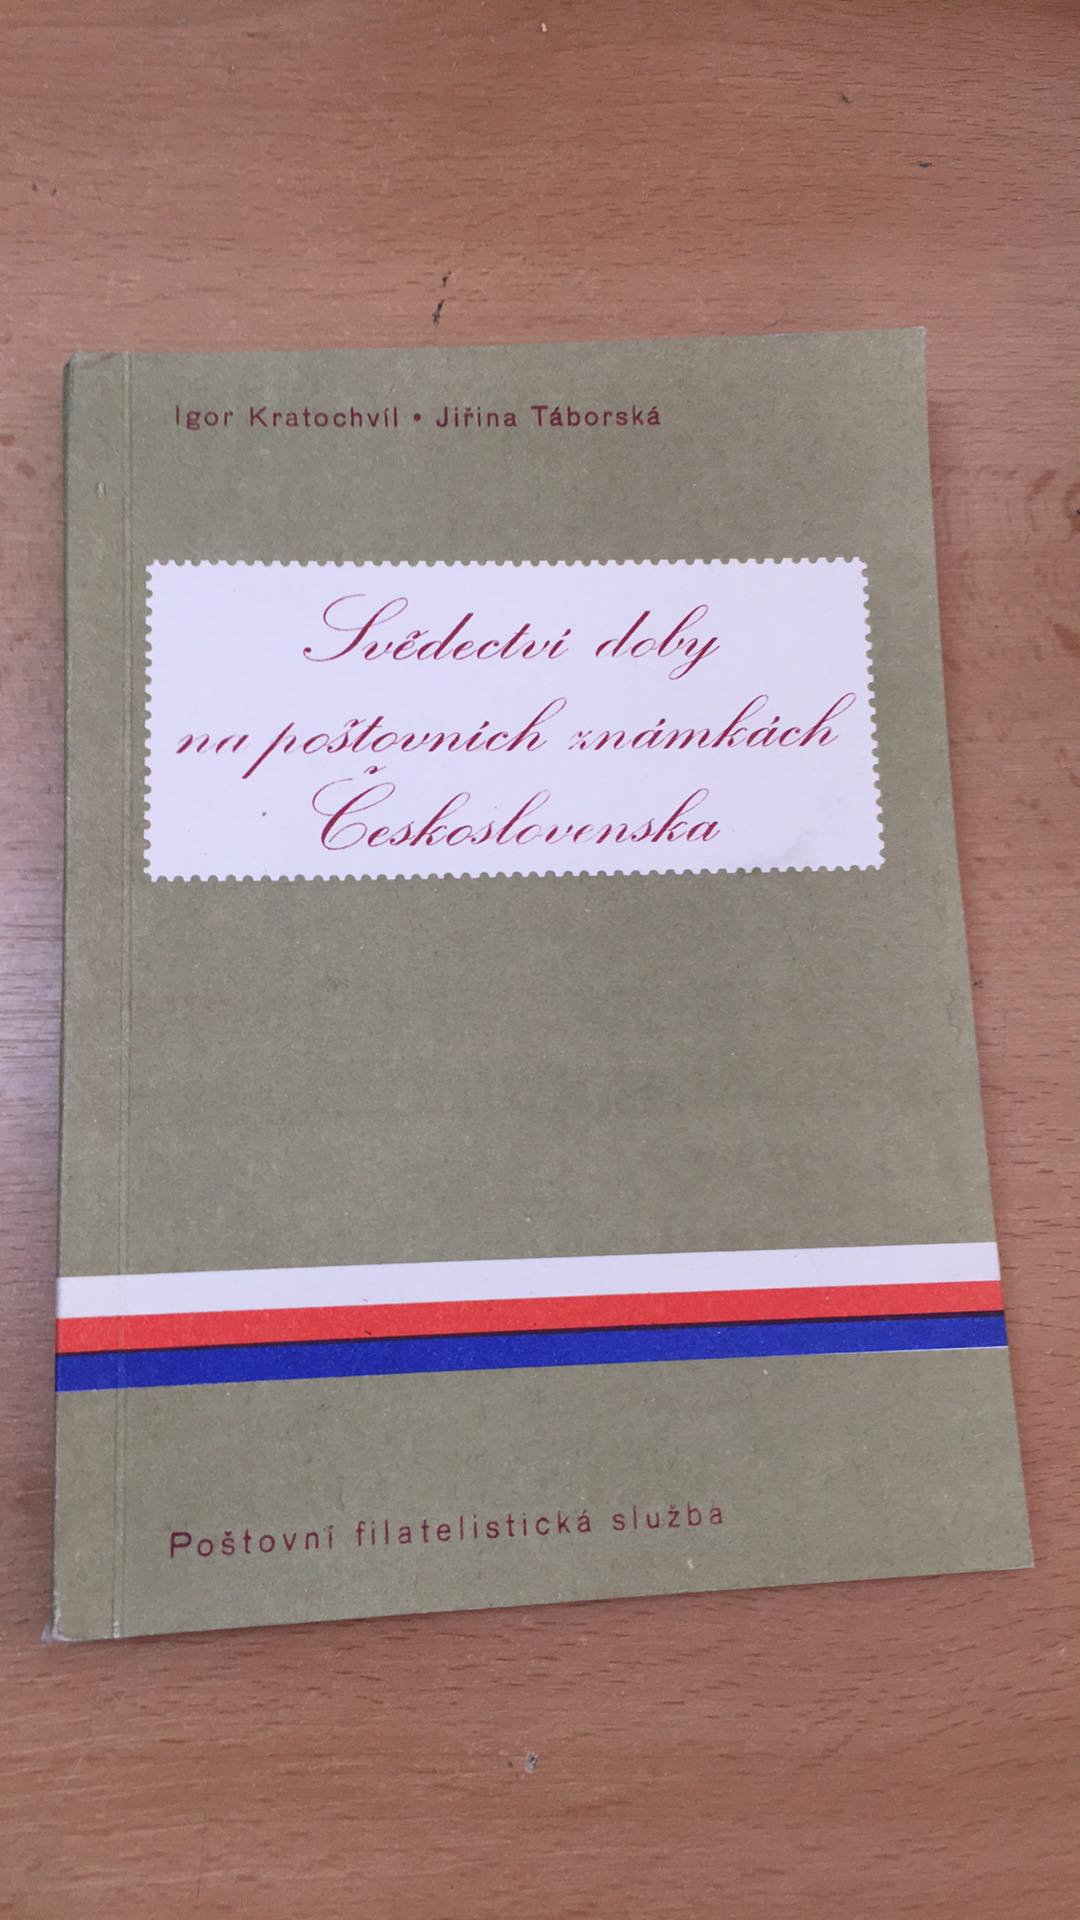 Igor Kratochvíl • Jiřina Táborská
Svědectví doby
na poštovních známkách
Československa
Poštovní filatelistická služba